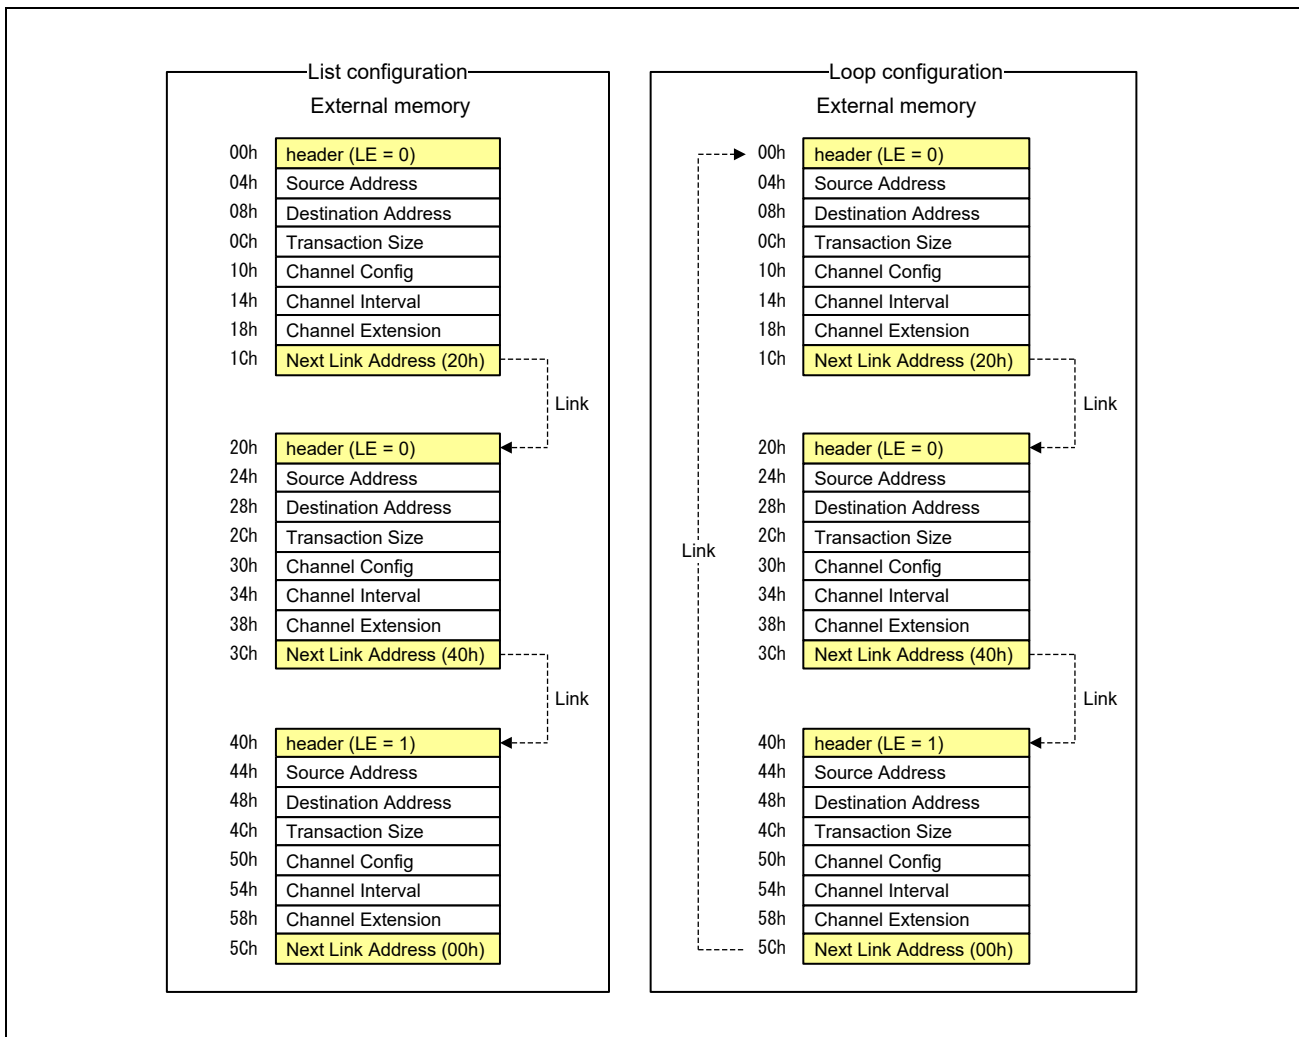 List configuration
External memory
00h header (LE = 0)
04h Source Address
08h Destination Address
0Ch Transaction Size
10h Channel Config
14h Channel Interval
18h Channel Extension
1Ch Next Link Address (20h)
Link
20h header (LE = 0)
24h Source Address
28h Destination Address
2Ch Transaction Size
30h Channel Config
34h Channel Interval
38h Channel Extension
3Ch Next Link Address (40h)
Link
40h header (LE = 1)
44h Source Address
48h Destination Address
4Ch Transaction Size
50h Channel Config
54h Channel Interval
58h Channel Extension
5Ch Next Link Address (00h)
Loop configuration
External memory
00h header (LE = 0)
04h Source Address
08h Destination Address
0Ch Transaction Size
10h Channel Config
14h Channel Interval
18h Channel Extension
1Ch Next Link Address (20h)
Link
20h header (LE = 0)
24h Source Address
28h Destination Address
2Ch Transaction Size
Link
30h Channel Config
34h Channel Interval
38h Channel Extension
3Ch Next Link Address (40h)
Link
40h header (LE = 1)
44h Source Address
48h Destination Address
4Ch Transaction Size
50h Channel Config
54h Channel Interval
58h Channel Extension
5Ch Next Link Address (00h)